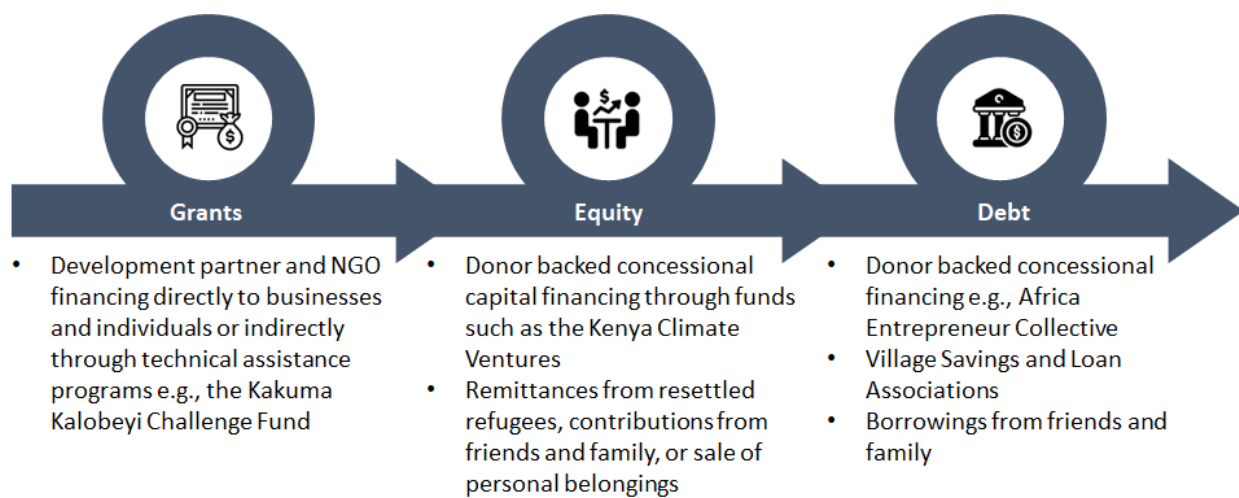 Grants
• Development partner and NGO
financing directly to businesses
and individuals or indirectly
through technical assistance
programs e.g., the Kakuma
Kalobeyi Challenge Fund
Equity
• Donor backed concessional
capital financing through funds
such as the Kenya Climate
Ventures
• Remittances from resettled
refugees, contributions from
friends and family, or sale of
personal belongings
Debt
• Donor backed concessional
financing e.g., Africa
Entrepreneur Collective
• Village Savings and Loan
Associations
• Borrowings from friends and
family